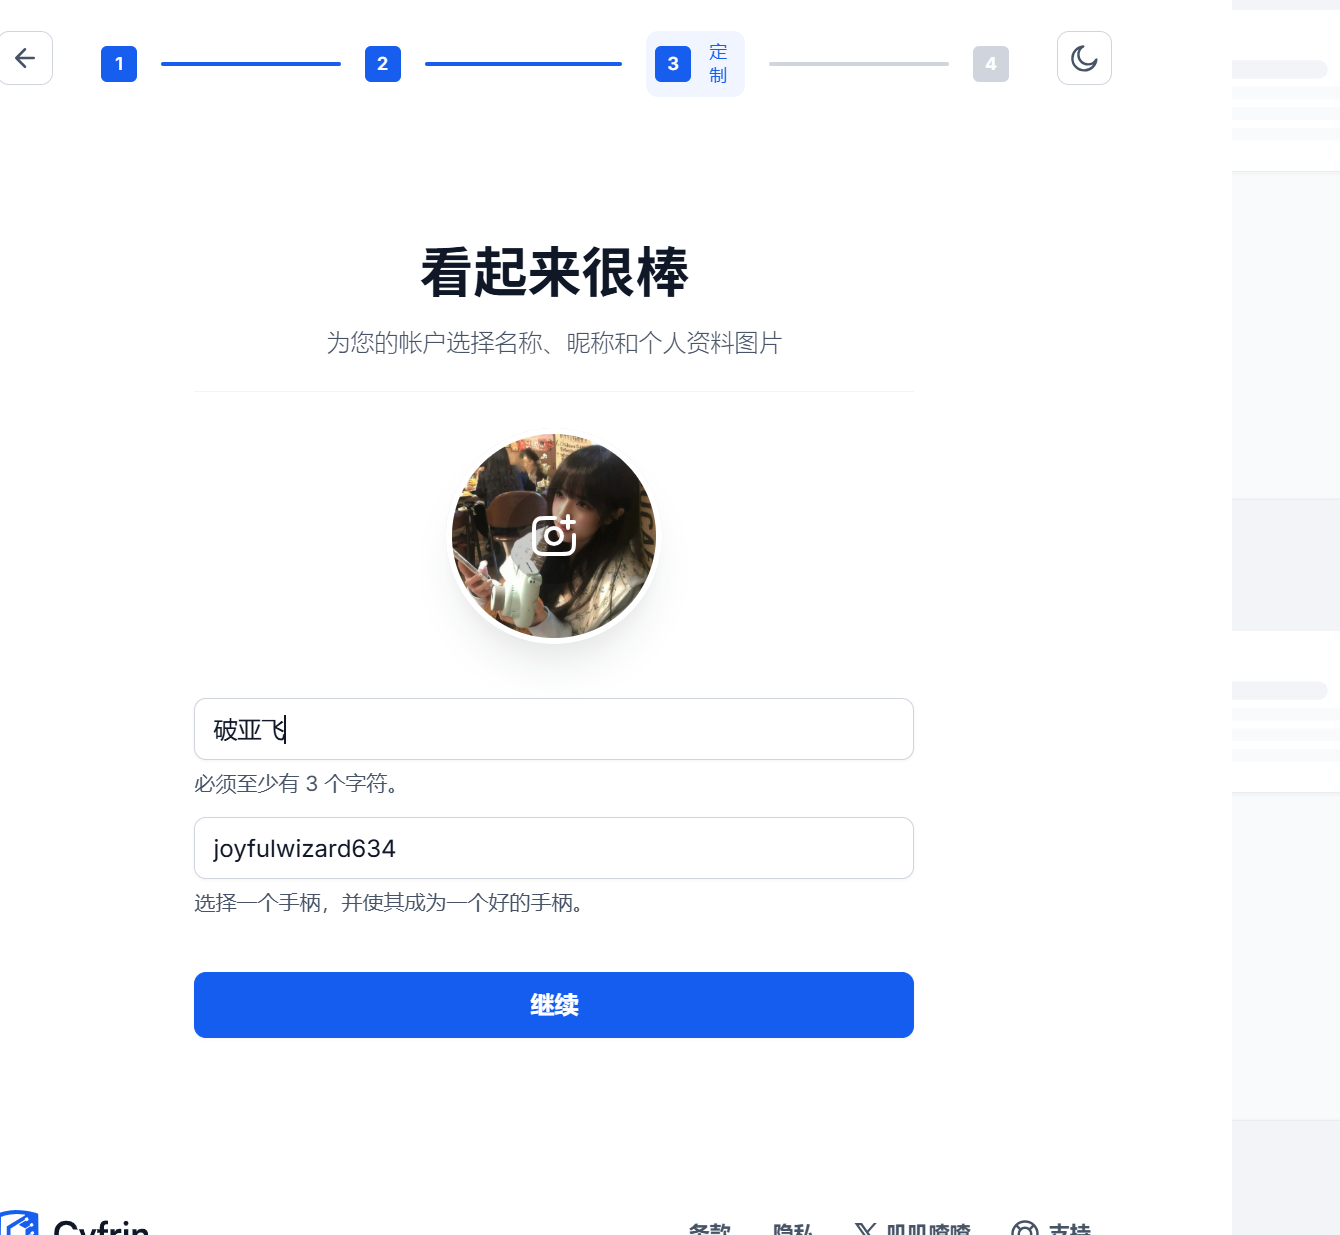 1
2
3
定
制
4
看起来很棒
为您的帐户选择名称、昵称和个人资料图片
破亚飞
必须至少有 3 个字符。
joyfulwizard634
选择一个手柄，并使其成为一个好的手柄。
继续
Cyfrin
条款 隐私 叽叽喳喳 支持